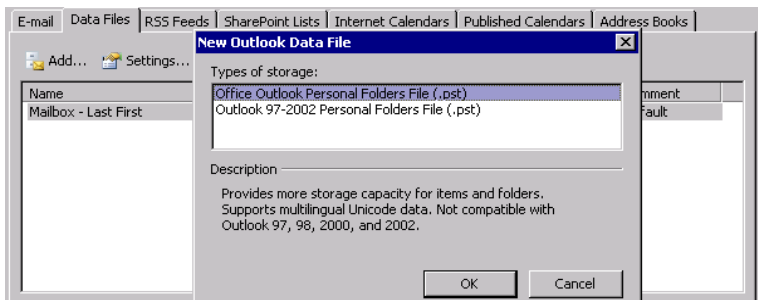 E-mail Data Files RSS Feeds SharePoint Lists Internet Calendars Published Calendars Address Books
New Outlook Data File
Add... Settings...
Types of storage:
Name
Office Outlook Personal Folders File (.pst)
mment
Mailbox - Last First
Outlook 97-2002 Personal Folders File (.pst)
fault
Description
Provides more storage capacity for items and folders.
Supports multilingual Unicode data. Not compatible with
Outlook 97, 98, 2000, and 2002.
OK Cancel